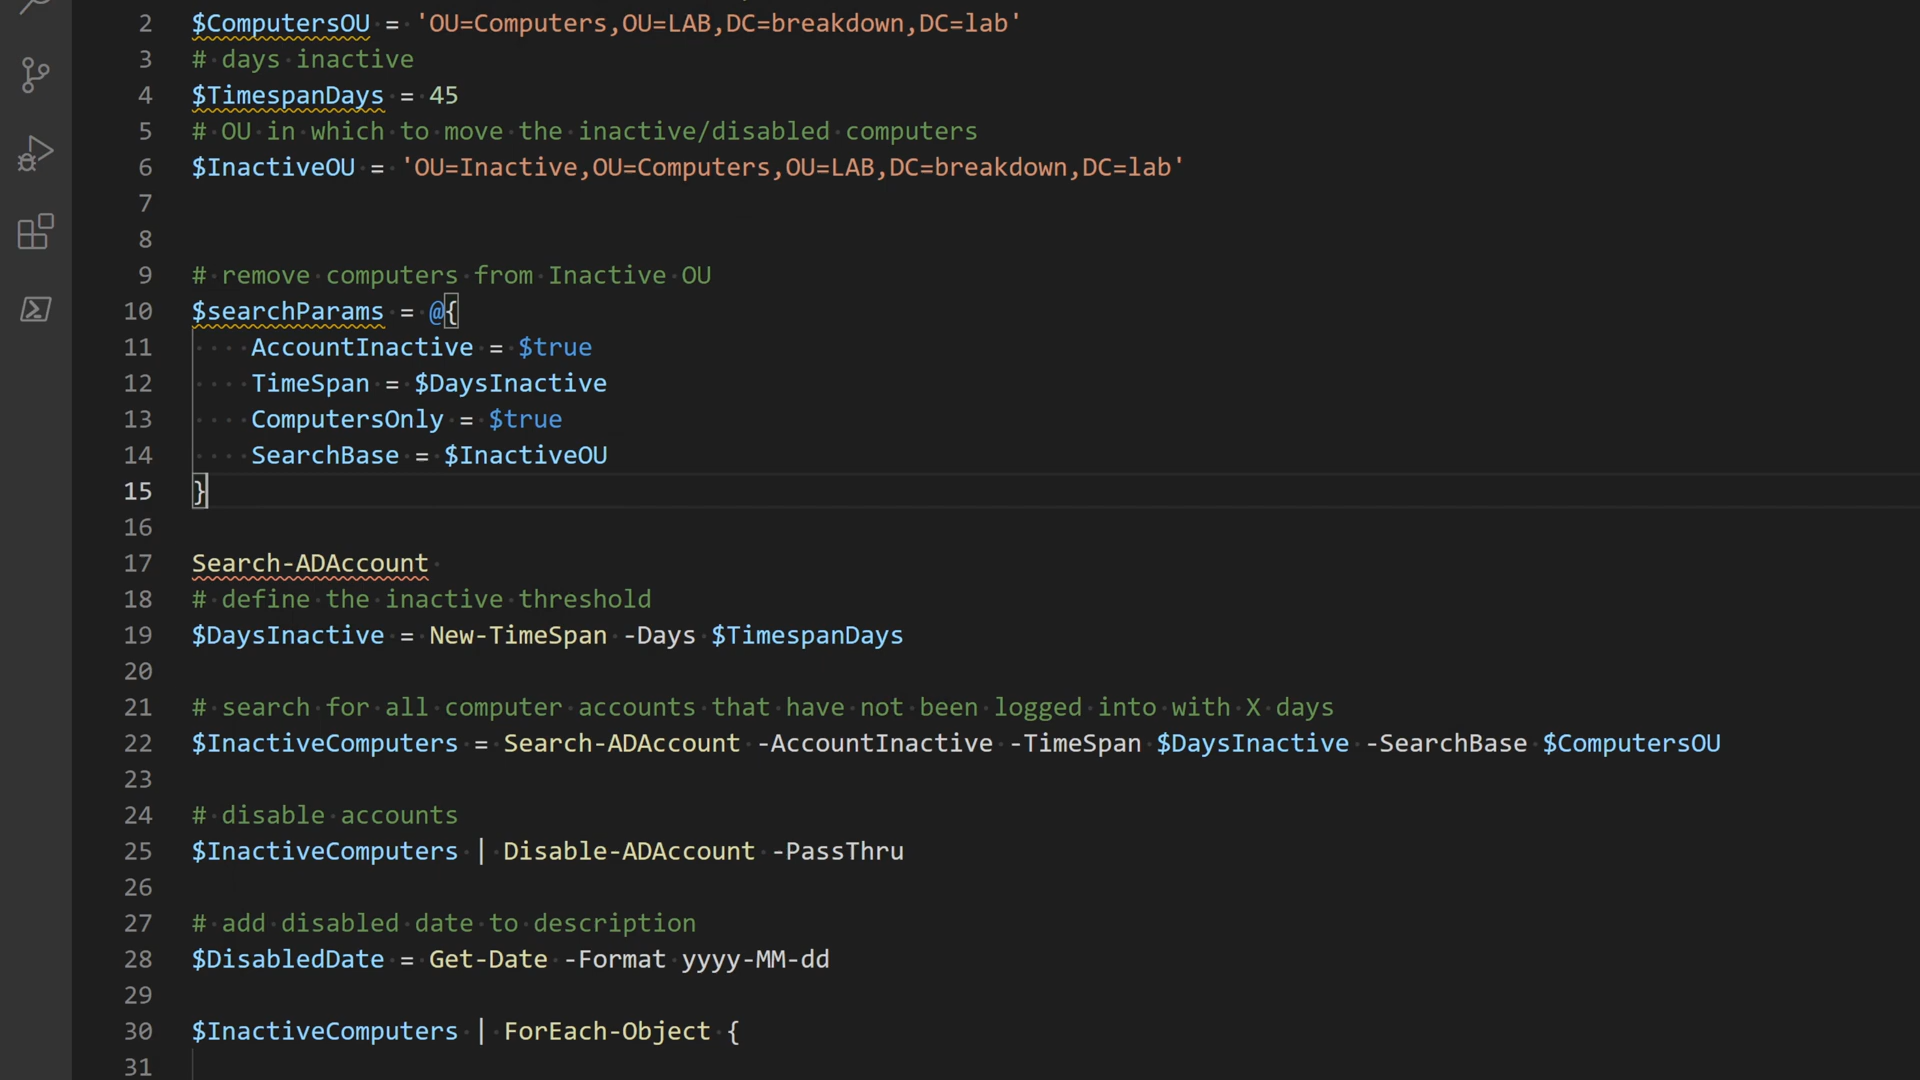 2 $ComputersOU = 'OU=Computers,OU=LAB,DC=breakdown,DC=lab'
3 # days inactive
4 $TimespanDays = 45
5 # OU in which to move the inactive/disabled computers
6 $InactiveOU = 'OU=Inactive,OU=Computers,OU=LAB,DC=breakdown,DC=lab'
7
8
9 # remove computers from Inactive OU
10 $searchParams = @{
11 AccountInactive = $true
12 TimeSpan = $DaysInactive
13 ComputersOnly = $true
14 SearchBase = $InactiveOU
15 }
16
17 Search-ADAccount
18 # define the inactive threshold
19 $DaysInactive = New-TimeSpan -Days $TimespanDays
20
21 # search for all computer accounts that have not been logged into with X days
22 $InactiveComputers = Search-ADAccount -AccountInactive -TimeSpan $DaysInactive -SearchBase $ComputersOU
23
24 # disable accounts
25 $InactiveComputers | Disable-ADAccount -PassThru
26
27 # add disabled date to description
28 $DisabledDate = Get-Date -Format yyyy-MM-dd
29
30 $InactiveComputers | ForEach-Object {
31